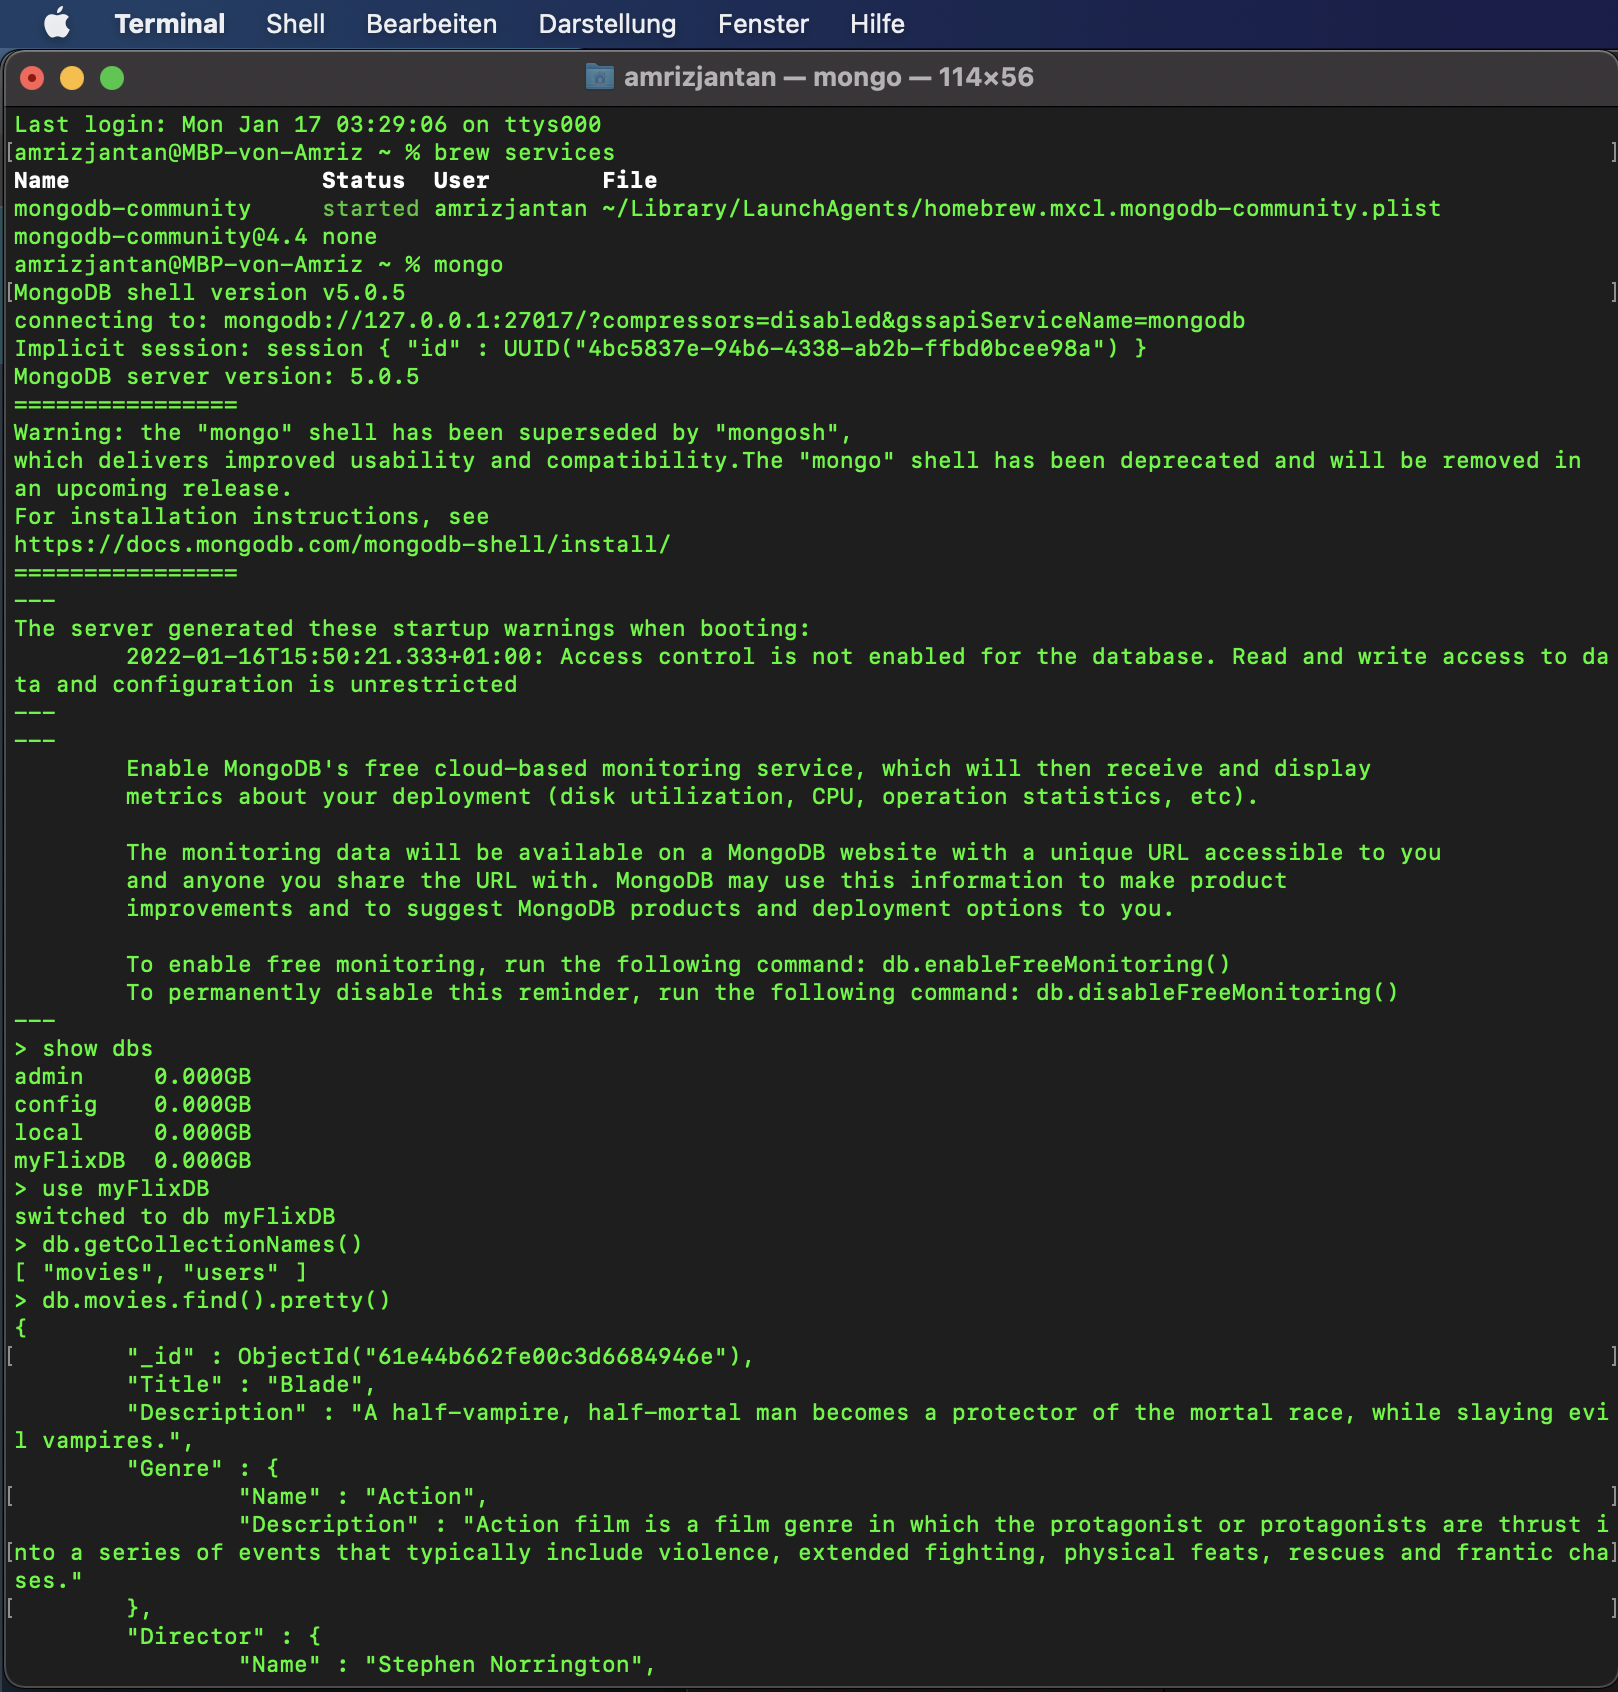 Terminal Shell Bearbeiten Darstellung Fenster Hilfe
amrizjantan — mongo — 114×56
Last login: Mon Jan 17 03:29:06 on ttys000
[amrizjantan@MBP-von-Amriz ~ % brew services ]
Name                  Status  User        File
mongodb-community     started amrizjantan ~/Library/LaunchAgents/homebrew.mxcl.mongodb-community.plist
mongodb-community@4.4 none
amrizjantan@MBP-von-Amriz ~ % mongo
[MongoDB shell version v5.0.5 ]
connecting to: mongodb://127.0.0.1:27017/?compressors=disabled&gssapiServiceName=mongodb
Implicit session: session { "id" : UUID("4bc5837e-94b6-4338-ab2b-ffbd0bcee98a") }
MongoDB server version: 5.0.5
================
Warning: the "mongo" shell has been superseded by "mongosh",
which delivers improved usability and compatibility.The "mongo" shell has been deprecated and will be removed in
an upcoming release.
For installation instructions, see
https://docs.mongodb.com/mongodb-shell/install/
================
---
The server generated these startup warnings when booting:
        2022-01-16T15:50:21.333+01:00: Access control is not enabled for the database. Read and write access to da
ta and configuration is unrestricted
---
---
        Enable MongoDB's free cloud-based monitoring service, which will then receive and display
        metrics about your deployment (disk utilization, CPU, operation statistics, etc).
        The monitoring data will be available on a MongoDB website with a unique URL accessible to you
        and anyone you share the URL with. MongoDB may use this information to make product
        improvements and to suggest MongoDB products and deployment options to you.
        To enable free monitoring, run the following command: db.enableFreeMonitoring()
        To permanently disable this reminder, run the following command: db.disableFreeMonitoring()
---
> show dbs
admin     0.000GB
config    0.000GB
local     0.000GB
myFlixDB  0.000GB
> use myFlixDB
switched to db myFlixDB
> db.getCollectionNames()
[ "movies", "users" ]
> db.movies.find().pretty()
{
[       "_id" : ObjectId("61e44b662fe00c3d6684946e"), ]
        "Title" : "Blade",
        "Description" : "A half-vampire, half-mortal man becomes a protector of the mortal race, while slaying evi
l vampires.",
        "Genre" : {
[               "Name" : "Action", ]
                "Description" : "Action film is a film genre in which the protagonist or protagonists are thrust i
[nto a series of events that typically include violence, extended fighting, physical feats, rescues and frantic cha]
ses."
[       }, ]
        "Director" : {
                "Name" : "Stephen Norrington",